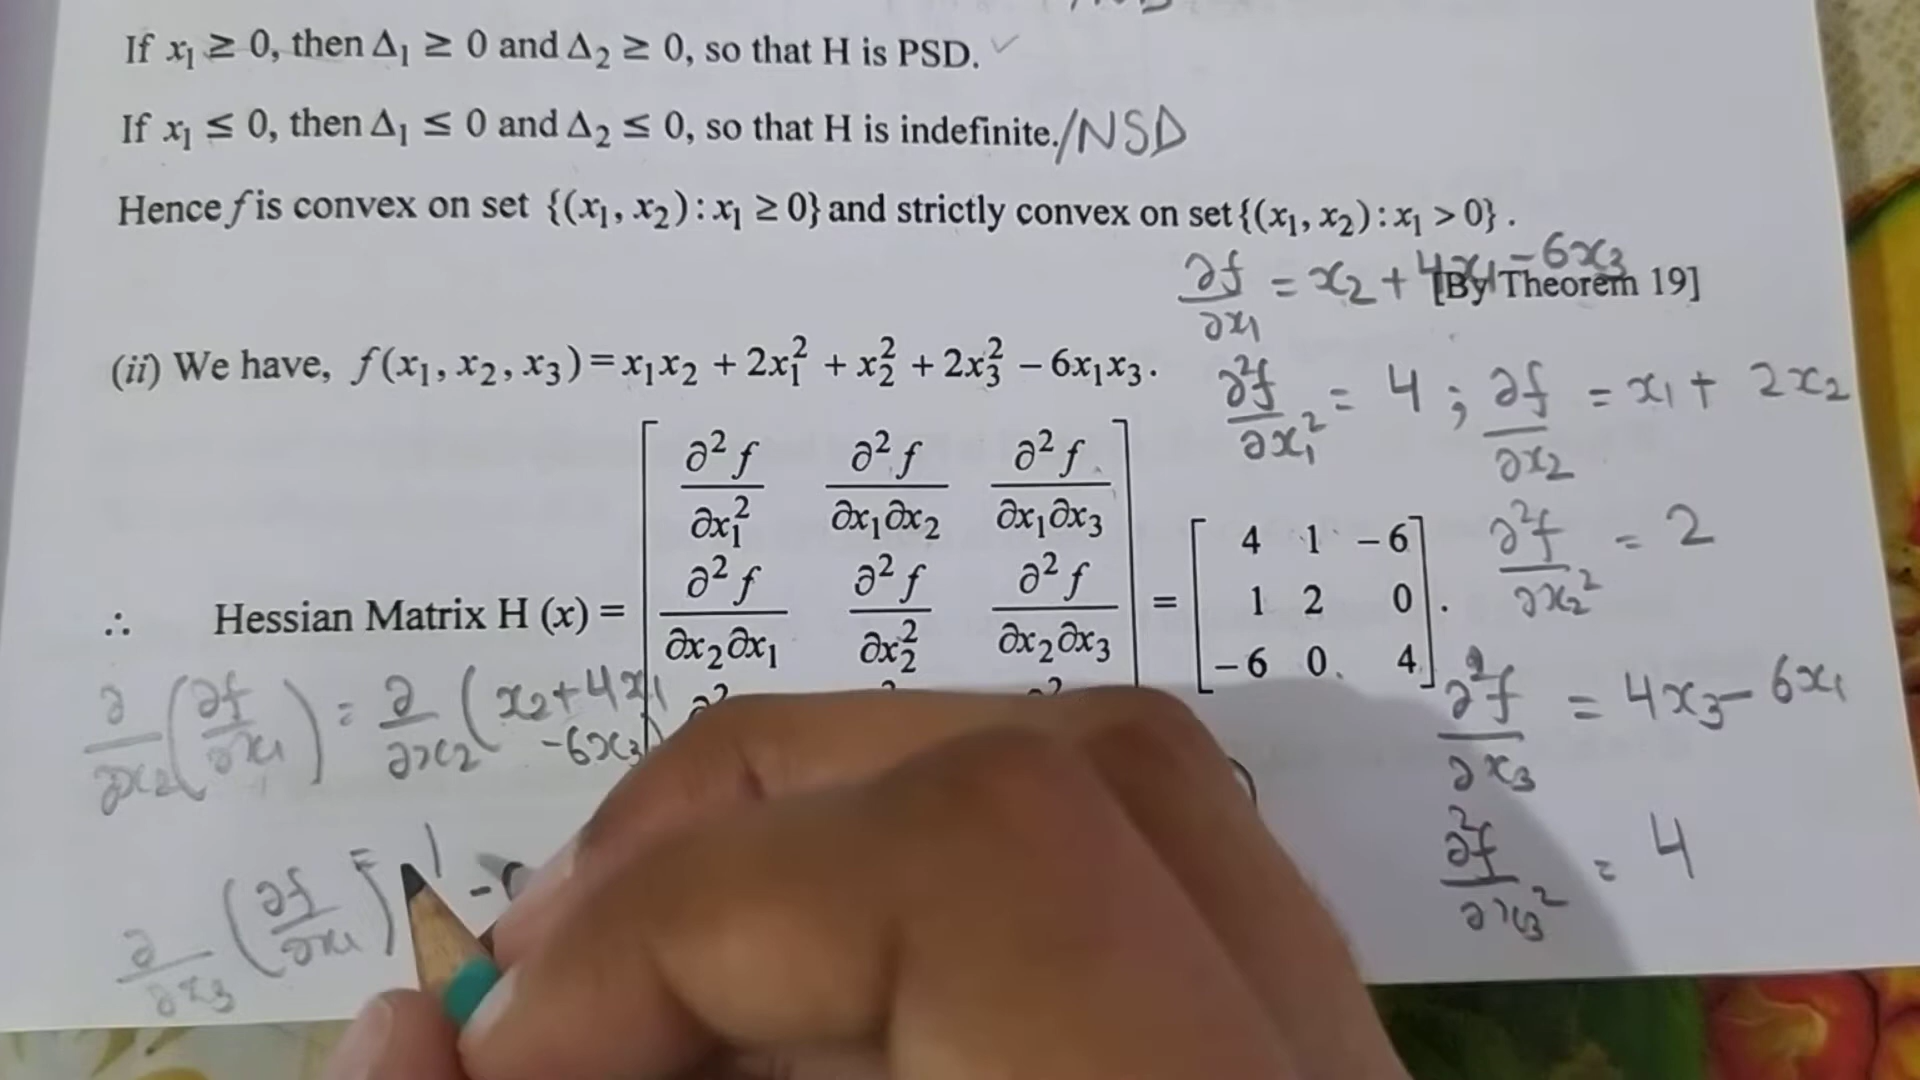 If x₁ ≥ 0, then Δ₁ ≥ 0 and Δ₂ ≥ 0, so that H is PSD. ✓
If x₁ ≤ 0, then Δ₁ ≤ 0 and Δ₂ ≤ 0, so that H is indefinite./NSD
Hence f is convex on set {(x₁, x₂) : x₁ ≥ 0} and strictly convex on set {(x₁, x₂) : x₁ > 0} .
∂f/∂x₁ = x₂ + 4x₁ - 6x₃
[By Theorem 19]
(ii) We have, f(x₁, x₂, x₃) = x₁x₂ + 2x₁² + x₂² + 2x₃² − 6x₁x₃.
∂²f/∂x₁² = 4 ; ∂f/∂x₂ = x₁ + 2x₂
∴ Hessian Matrix H (x) =
[ ∂²f/∂x₁² ∂²f/∂x₁∂x₂ ∂²f/∂x₁∂x₃
∂²f/∂x₂∂x₁ ∂²f/∂x₂² ∂²f/∂x₂∂x₃ ]
=
[ 4 1 −6
1 2 0
−6 0 4 ] .
∂²f/∂x₂² = 2
∂f/∂x₃ = 4x₃ - 6x₁
∂²f/∂x₃² = 4
∂/∂x₂ (∂f/∂x₁) = ∂/∂x₂ (x₂ + 4x₁
-6x₃)
= 1
∂/∂x₃ (∂f/∂x₁)